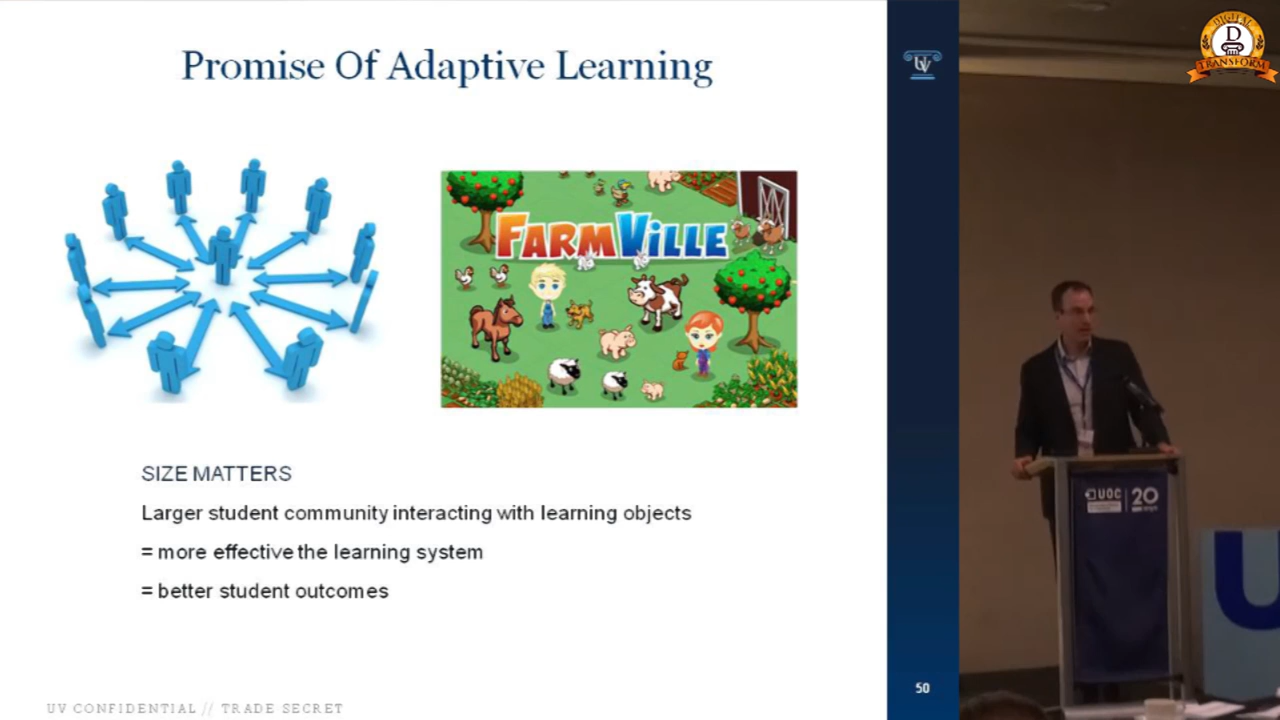 Promise Of Adaptive Learning
UV
DIGITAL
D
TRANSFORM
FARMVILLE
SIZE MATTERS
Larger student community interacting with learning objects
= more effective the learning system
= better student outcomes
UOC
20
U
50
UV CONFIDENTIAL // TRADE SECRET